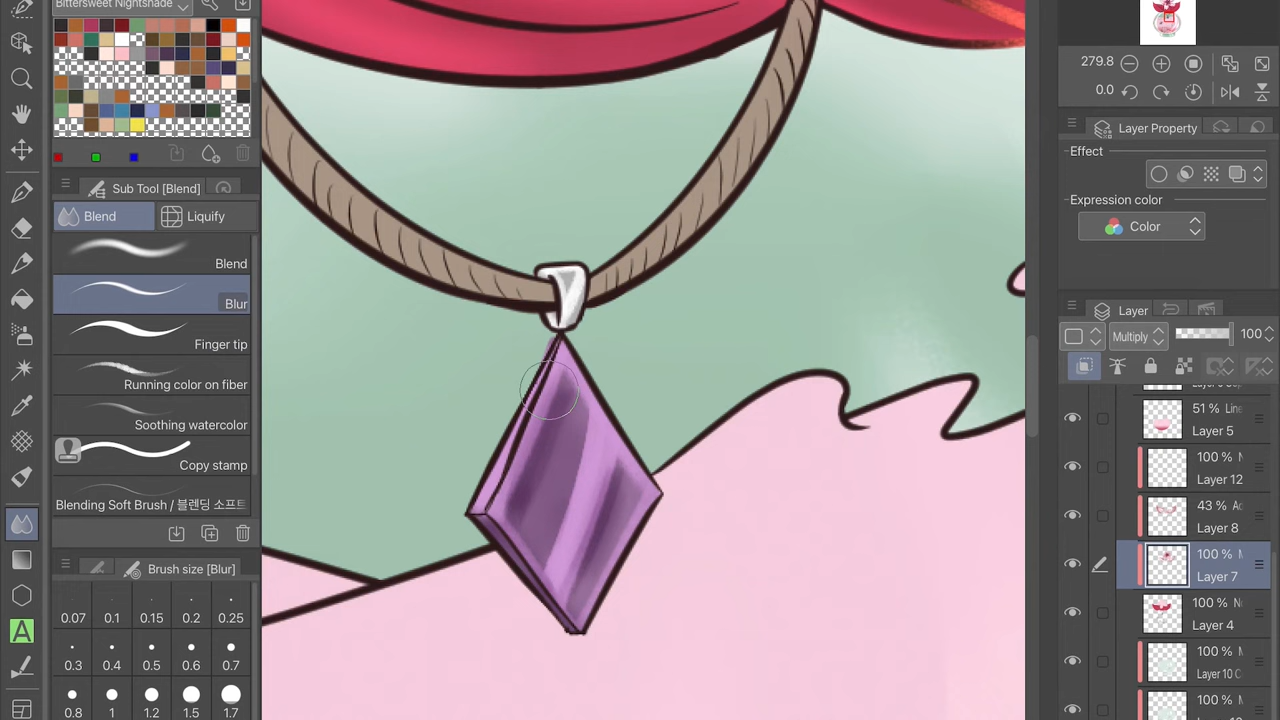 Bittersweet Nightshade
Sub Tool [Blend]
Blend
Liquify
Blend
Blur
Finger tip
Running color on fiber
Soothing watercolor
Copy stamp
Blending Soft Brush / 블렌딩 소프트
Brush size [Blur]
0.07 0.1 0.15 0.2 0.25
0.3 0.4 0.5 0.6 0.7
0.8 1 1.2 1.5 1.7
A
279.8
0.0
Layer Property
Effect
Expression color
Color
Layer
Multiply
100
51 % Line
Layer 5
100 %
Layer 12
43 %
Layer 8
100 %
Layer 7
100 %
Layer 4
100 %
Layer 10 C
100 %